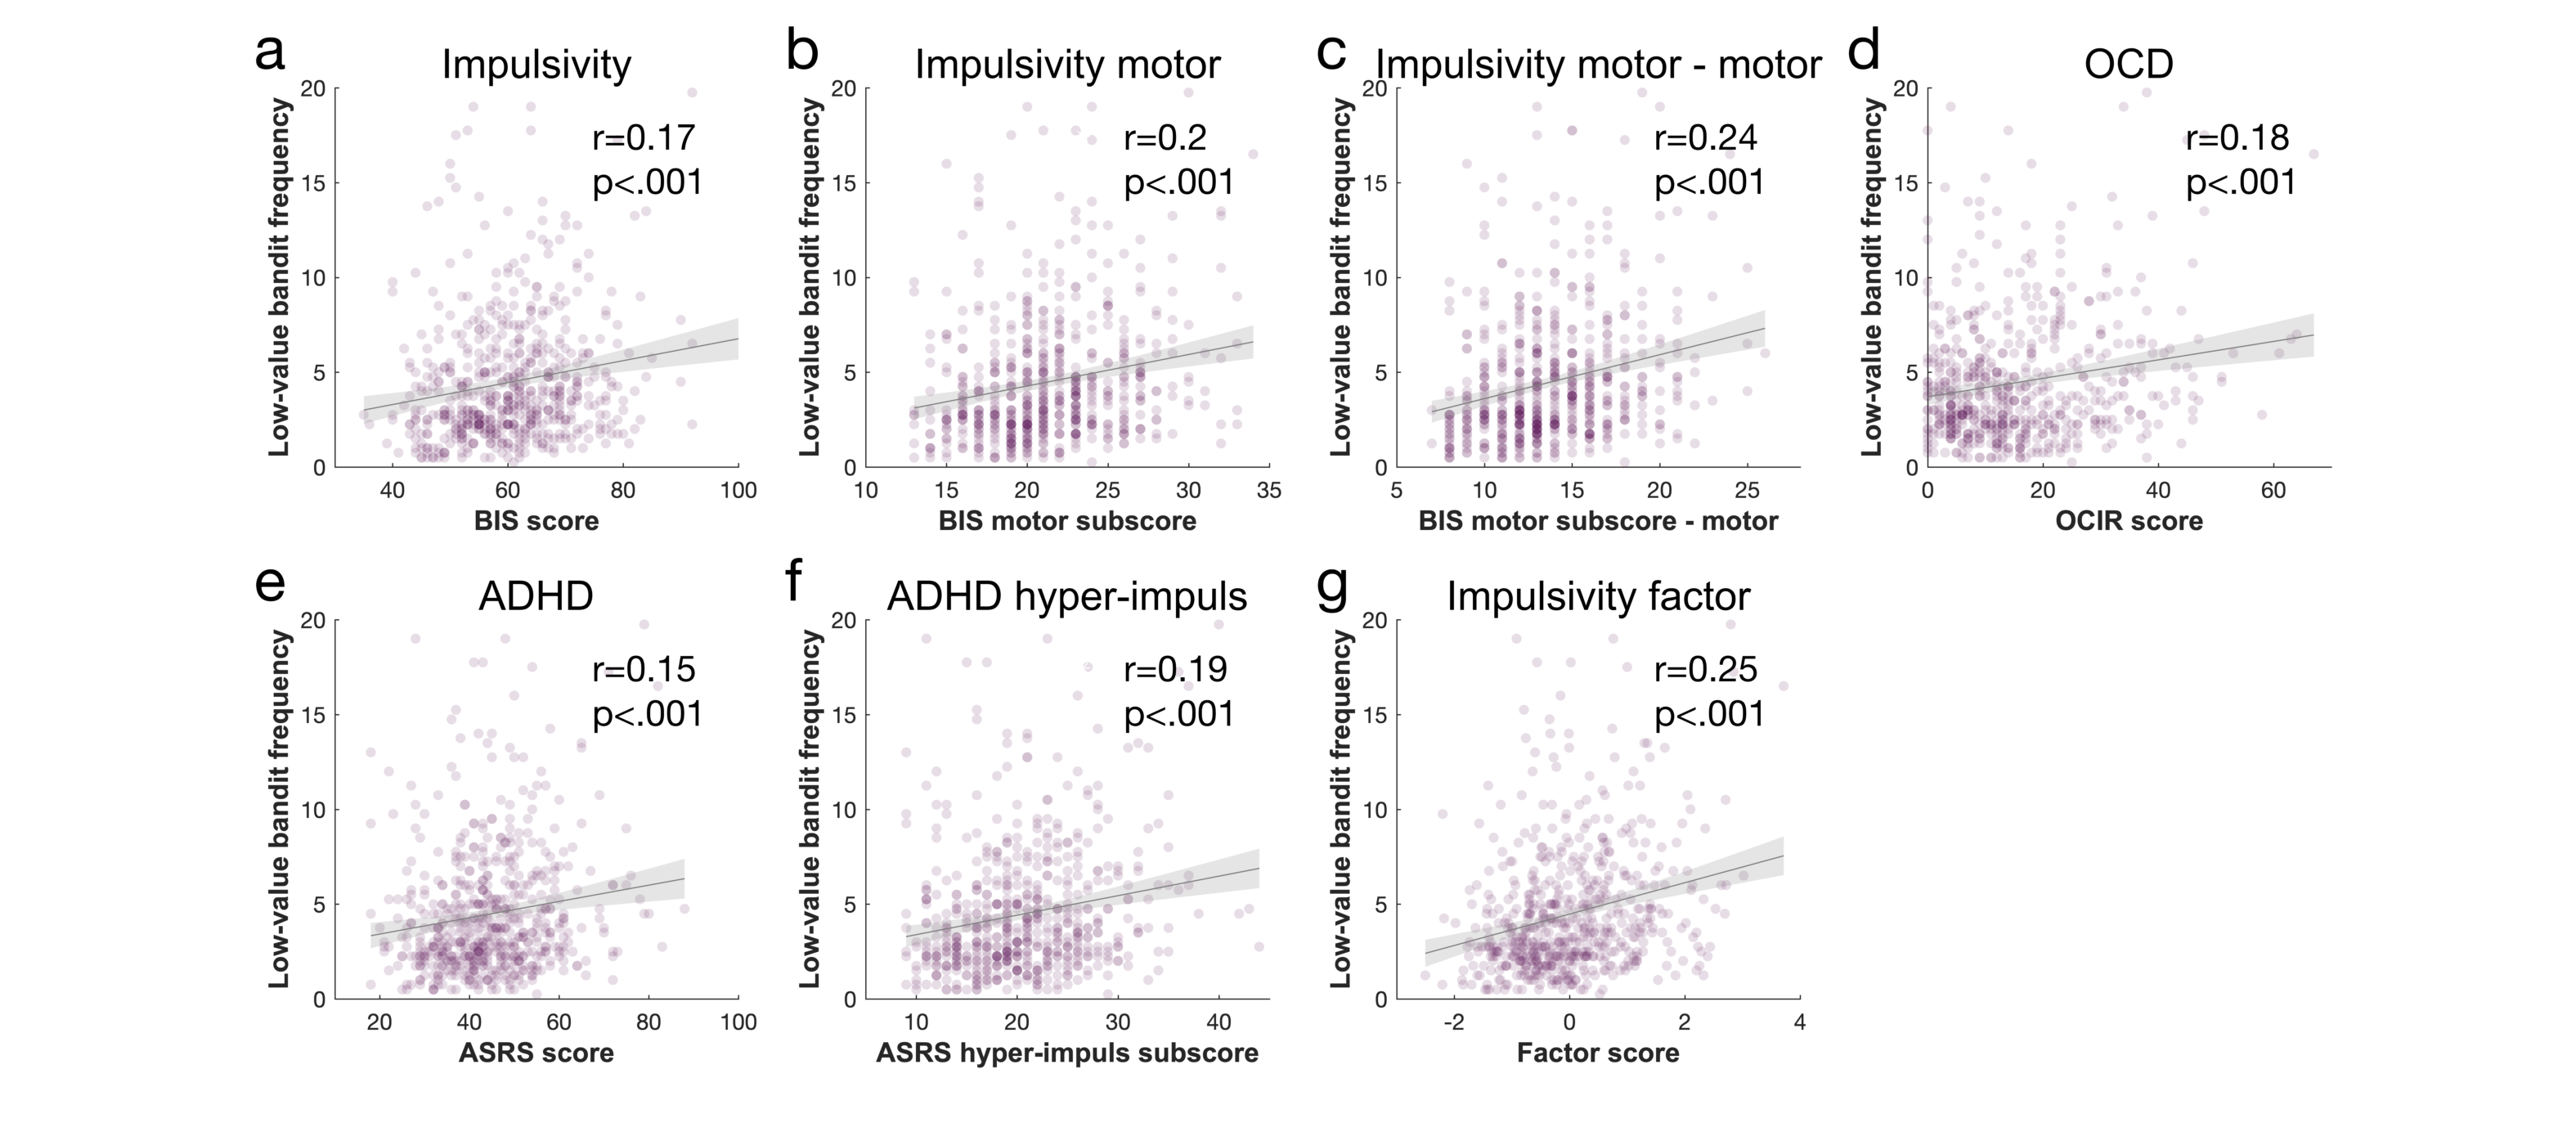 a
Impulsivity
Low-value bandit frequency
20
15
10
5
0
r=0.17
p<.001
40 60 80 100
BIS score
b
Impulsivity motor
Low-value bandit frequency
20
15
10
5
0
r=0.2
p<.001
10 15 20 25 30 35
BIS motor subscore
c
Impulsivity motor - motor
Low-value bandit frequency
20
15
10
5
0
r=0.24
p<.001
5 10 15 20 25
BIS motor subscore - motor
d
OCD
Low-value bandit frequency
20
15
10
5
0
r=0.18
p<.001
0 20 40 60
OCIR score
e
ADHD
Low-value bandit frequency
20
15
10
5
0
r=0.15
p<.001
20 40 60 80 100
ASRS score
f
ADHD hyper-impuls
Low-value bandit frequency
20
15
10
5
0
r=0.19
p<.001
10 20 30 40
ASRS hyper-impuls subscore
g
Impulsivity factor
Low-value bandit frequency
20
15
10
5
0
r=0.25
p<.001
-2 0 2 4
Factor score